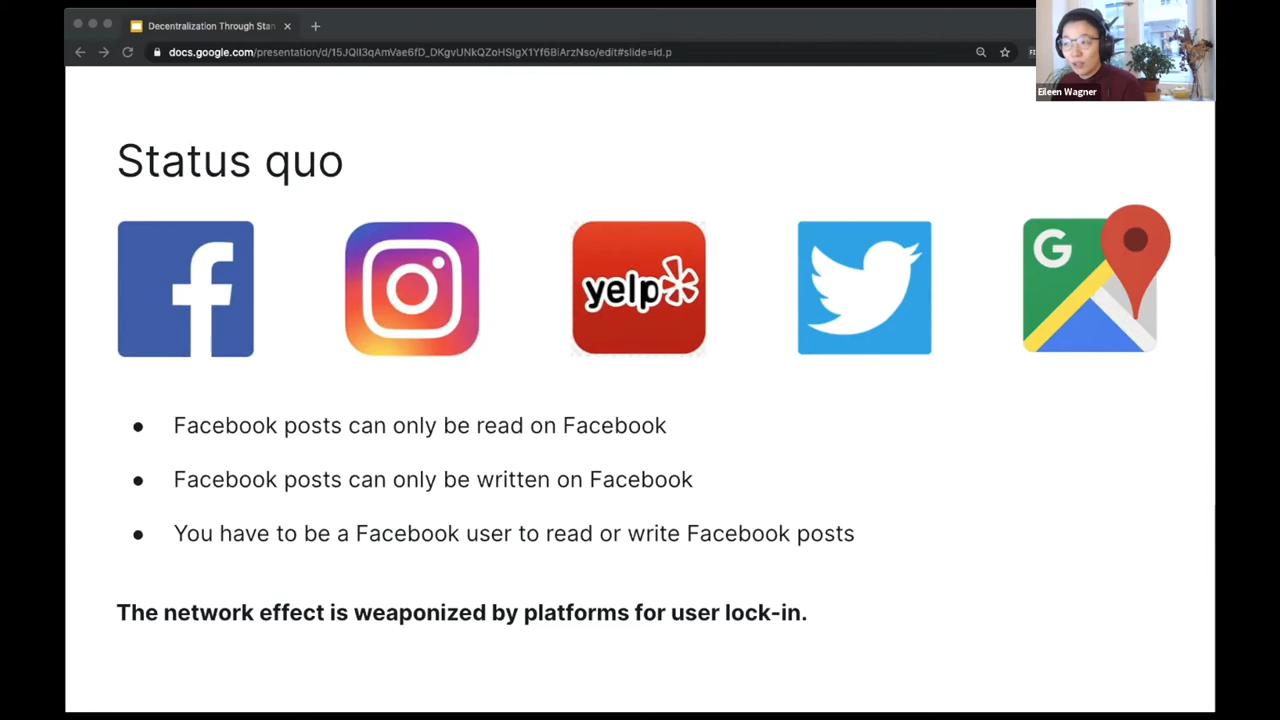 Decentralization Through Stan
docs.google.com/presentation/d/15JQlI3qAmVae6fD_DKgvUNkQZoHSIgX1Yf6BiArzNso/edit#slide=id.p
Eileen Wagner
Status quo
f
yelp
G
Facebook posts can only be read on Facebook
Facebook posts can only be written on Facebook
You have to be a Facebook user to read or write Facebook posts
The network effect is weaponized by platforms for user lock-in.